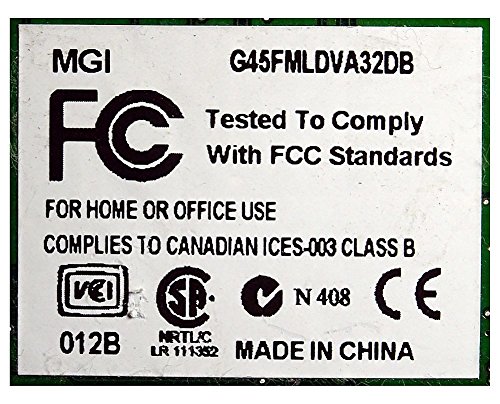 MGI G45FMLDVA32DB
FC Tested To Comply
With FCC Standards
FOR HOME OR OFFICE USE
COMPLIES TO CANADIAN ICES-003 CLASS B
VCI SA N 408 CE
012B NRTL/C
LR 111352 MADE IN CHINA